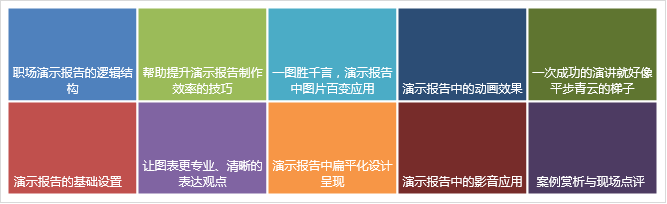 职场演示报告的逻辑结
构
帮助提升演示报告制作
效率的技巧
一图胜千言，演示报告
中图片百变应用
演示报告中的动画效果
一次成功的演讲就好像
平步青云的梯子
演示报告的基础设置
让图表更专业、清晰的
表达观点
演示报告中扁平化设计
呈现
演示报告中的影音应用
案例赏析与现场点评